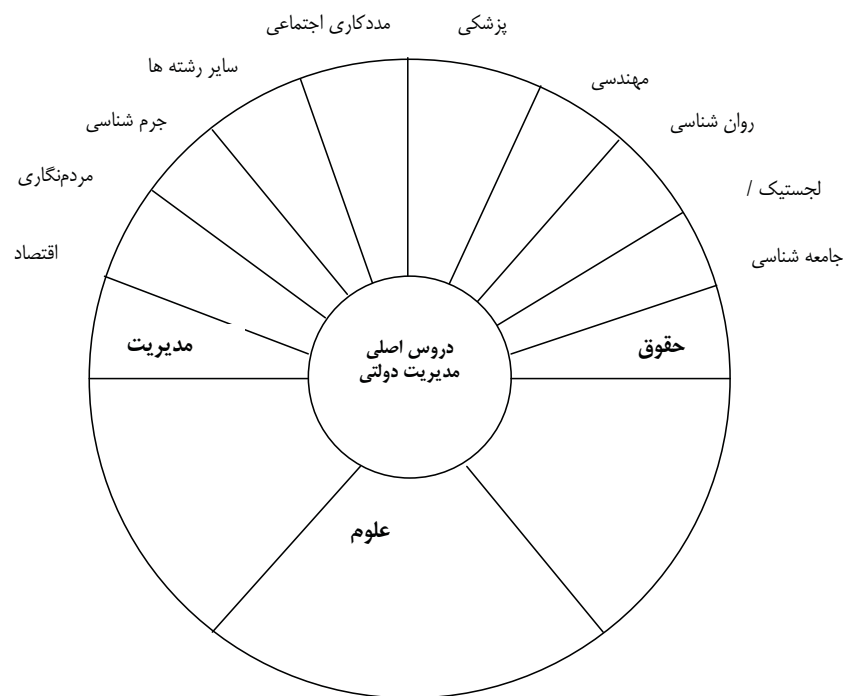 پزشکی
مددکاری اجتماعی
سایر رشته ها
مهندسی
جرم شناسی
روان شناسی
مردم‌نگاری
لجستیک /
اقتصاد
جامعه شناسی
مدیریت
دروس اصلی
مدیریت دولتی
حقوق
علوم